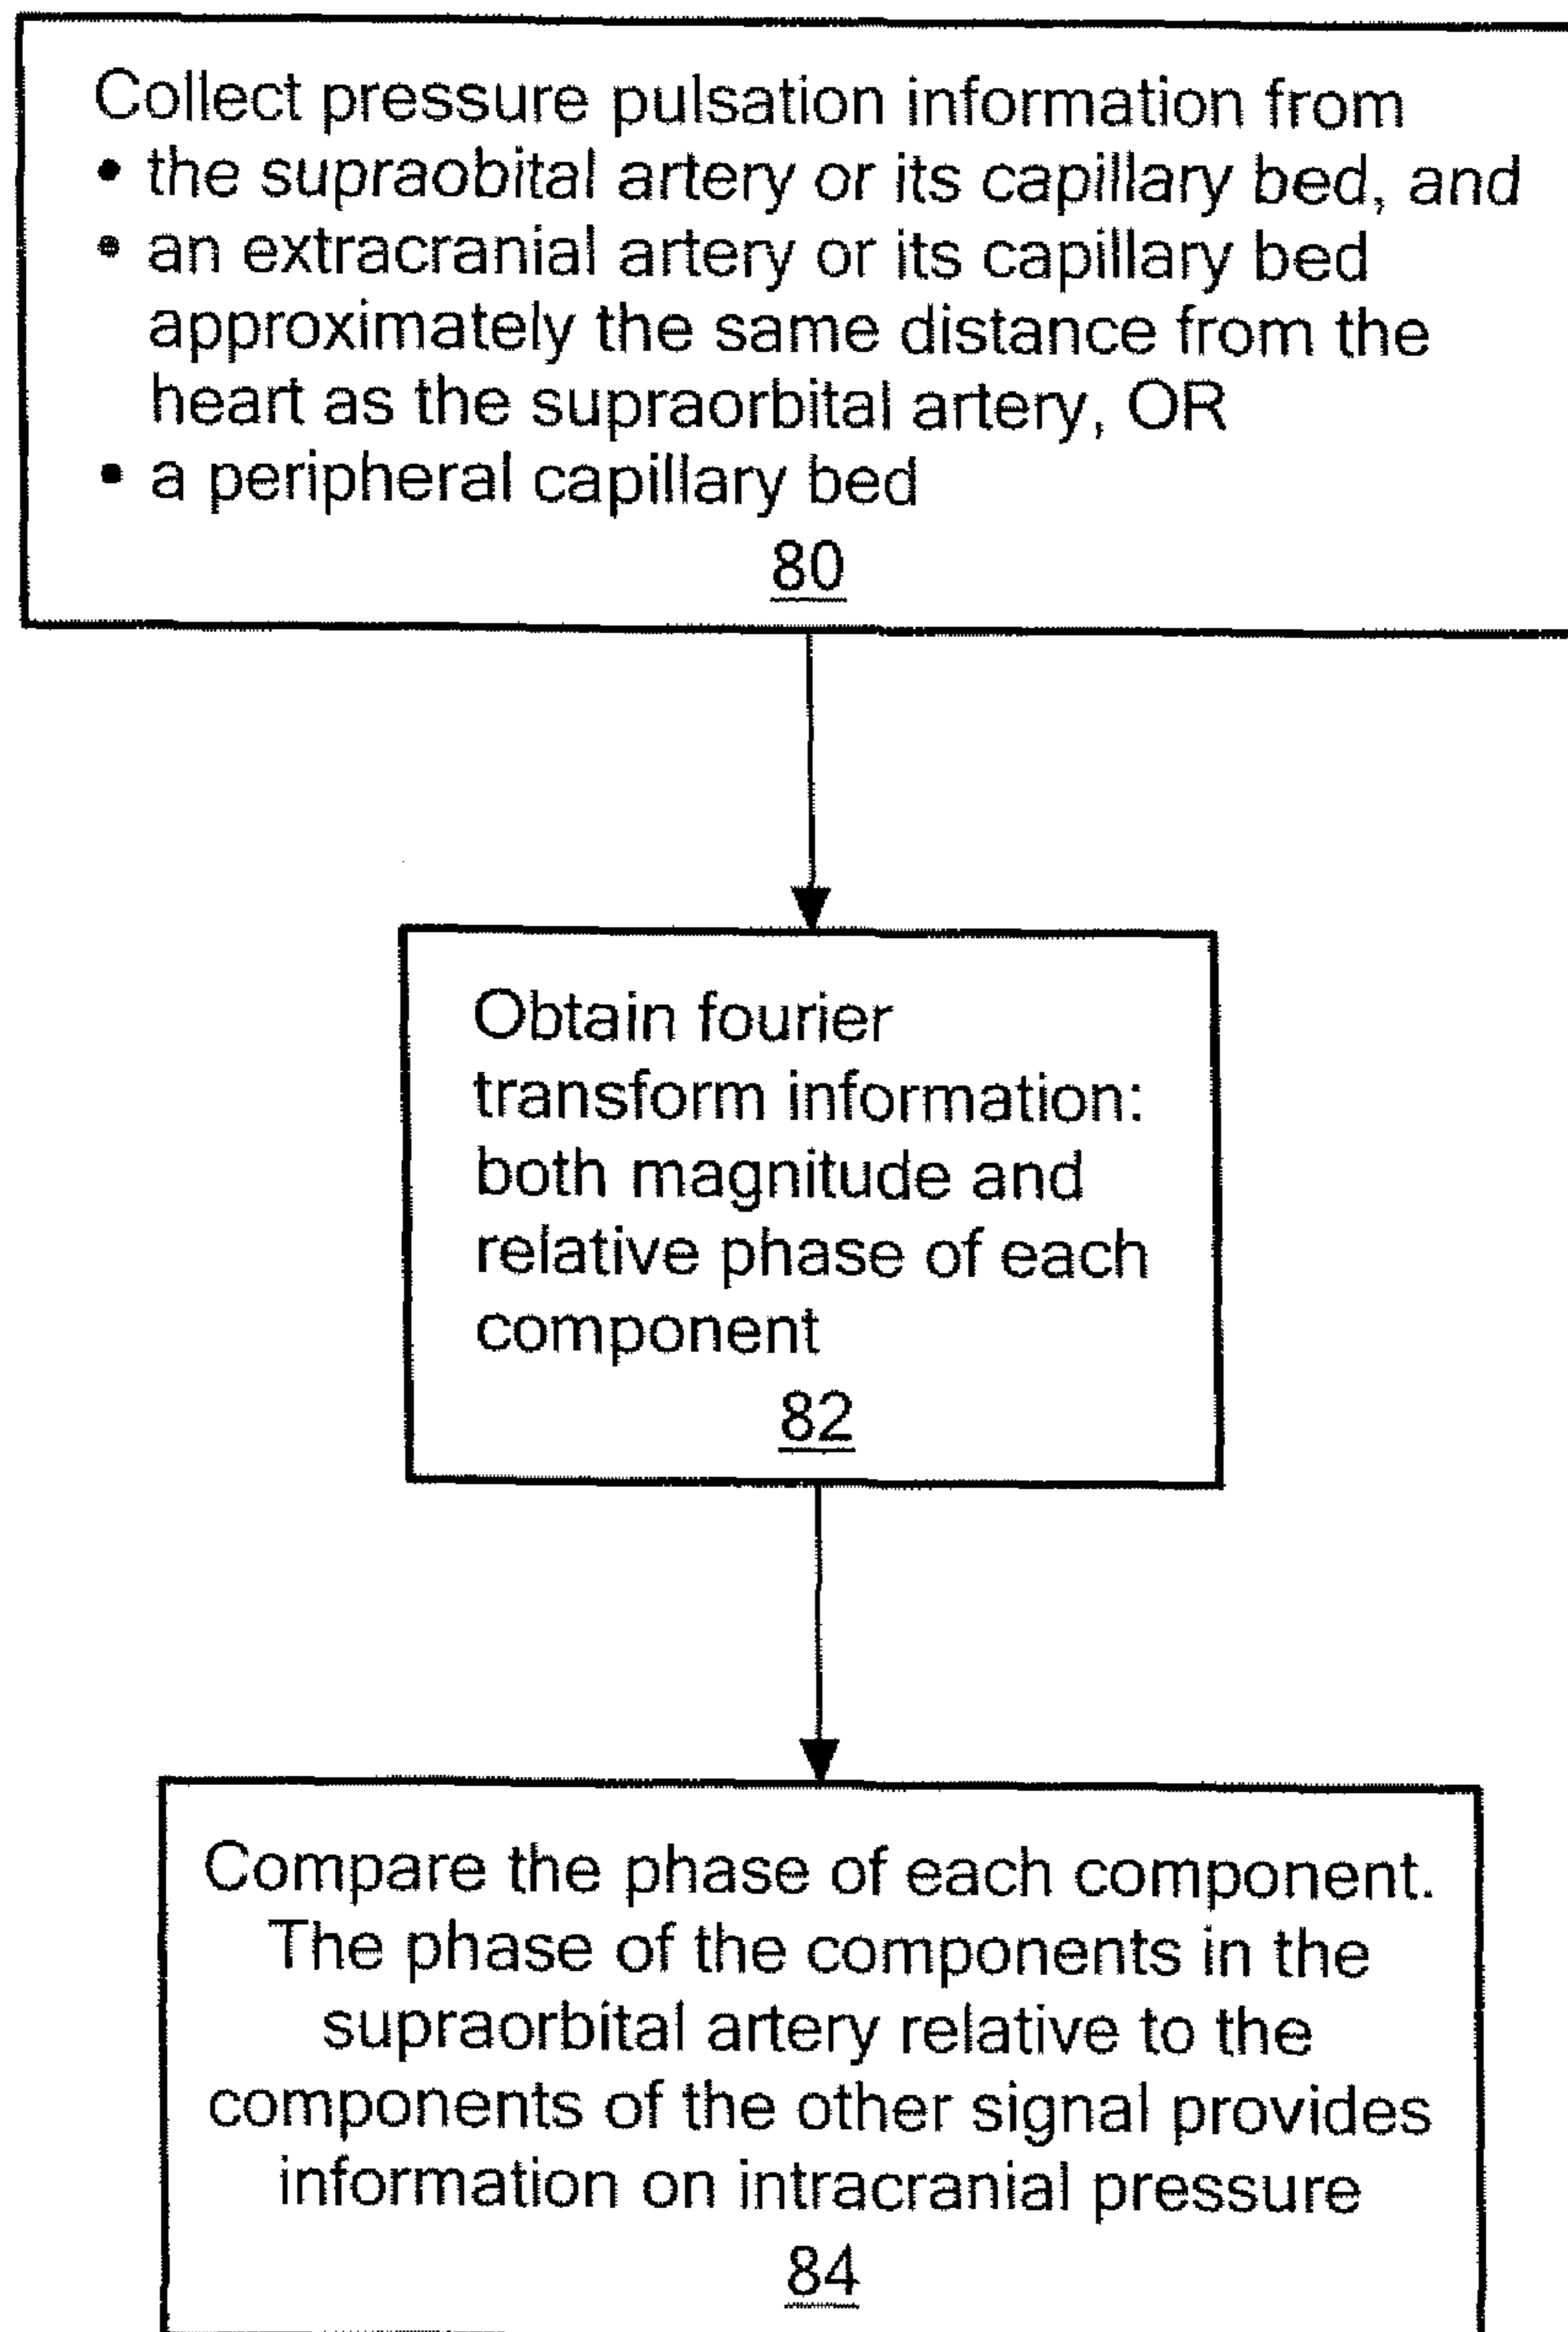 Collect pressure pulsation information from
• the supraobital artery or its capillary bed, and
• an extracranial artery or its capillary bed
approximately the same distance from the
heart as the supraorbital artery, OR
• a peripheral capillary bed
80
Obtain fourier
transform information:
both magnitude and
relative phase of each
component
82
Compare the phase of each component.
The phase of the components in the
supraorbital artery relative to the
components of the other signal provides
information on intracranial pressure
84